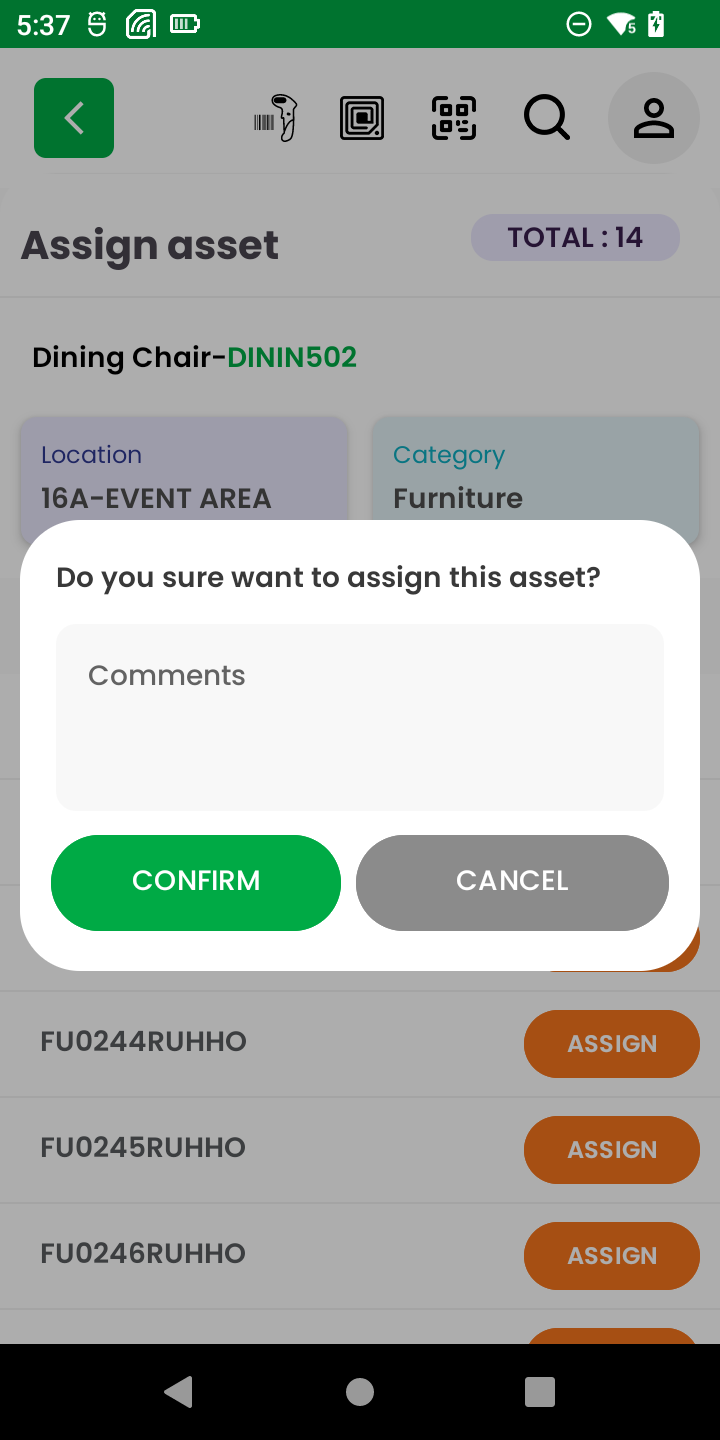 5:37
5
Assign asset
TOTAL : 14
Dining Chair-DININ502
Location
Category
16A-EVENT AREA
Furniture
Do you sure want to assign this asset?
Comments
CONFIRM
CANCEL
FU0244RUHHO
ASSIGN
FU0245RUHHO
ASSIGN
FU0246RUHHO
ASSIGN